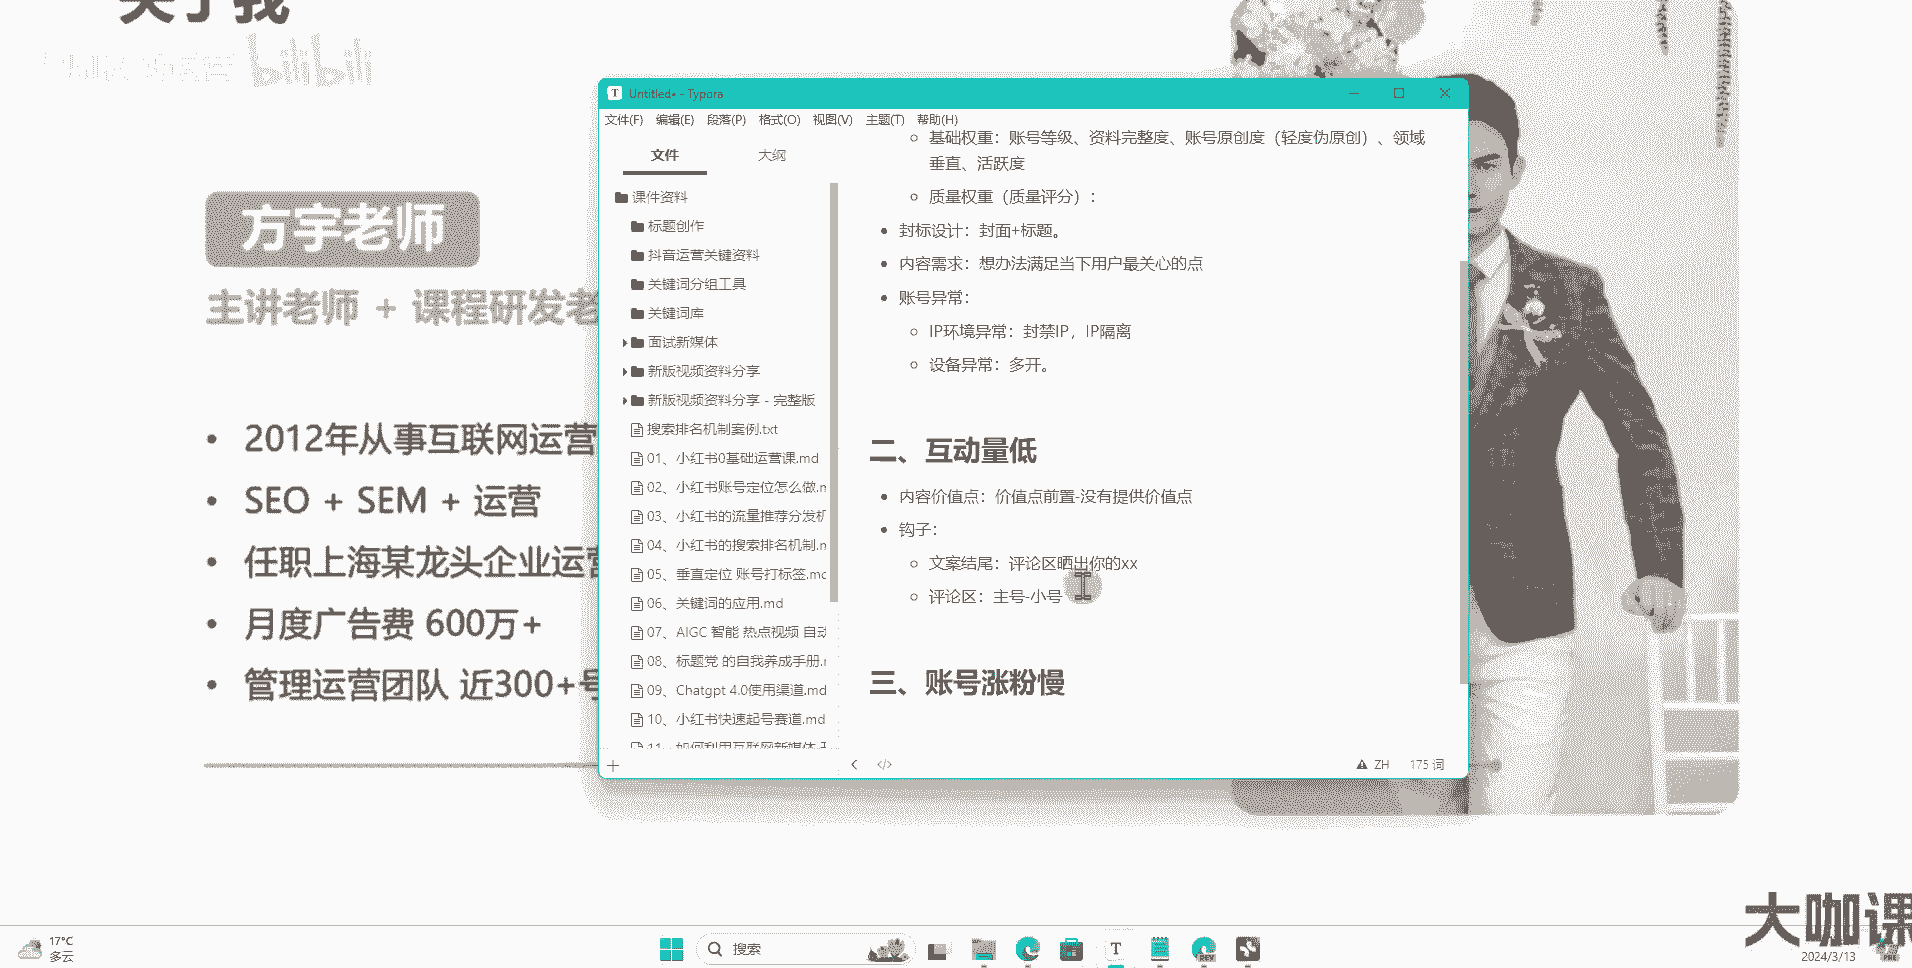 关于我
bilibili
方宇老师
主讲老师 + 课程研发老
2012年从事互联网运营
SEO + SEM + 运营
任职上海某龙头企业运营
月度广告费 600万+
管理运营团队 近300+号
Untitled• - Typora
文件(F) 编辑(E) 段落(P) 格式(O) 视图(V) 主题(T) 帮助(H)
文件 大纲
课件资料
标题创作
抖音运营关键资料
关键词分组工具
关键词库
面试新媒体
新版视频资料分享
新版视频资料分享 - 完整版
搜索排名机制案例.txt
01、小红书0基础运营课.md
02、小红书账号定位怎么做.m
03、小红书的流量推荐分发机
04、小红书的搜索排名机制.m
05、垂直定位 账号打标签.mc
06、关键词的应用.md
07、AIGC 智能 热点视频 自动
08、标题党 的自我养成手册.m
09、Chatgpt 4.0使用渠道.md
10、小红书快速起号赛道.md
11、如何利用互联网新媒体
基础权重：账号等级、资料完整度、账号原创度（轻度伪原创）、领域
垂直、活跃度
质量权重（质量评分）：
封标设计：封面+标题。
内容需求：想办法满足当下用户最关心的点
账号异常：
IP环境异常：封禁IP，IP隔离
设备异常：多开。
二、互动量低
内容价值点：价值点前置-没有提供价值点
钩子：
文案结尾：评论区晒出你的xx
评论区：主号-小号
三、账号涨粉慢
ZH 175 词
大咖课
17°C
多云
搜索
2024/3/13
PRE